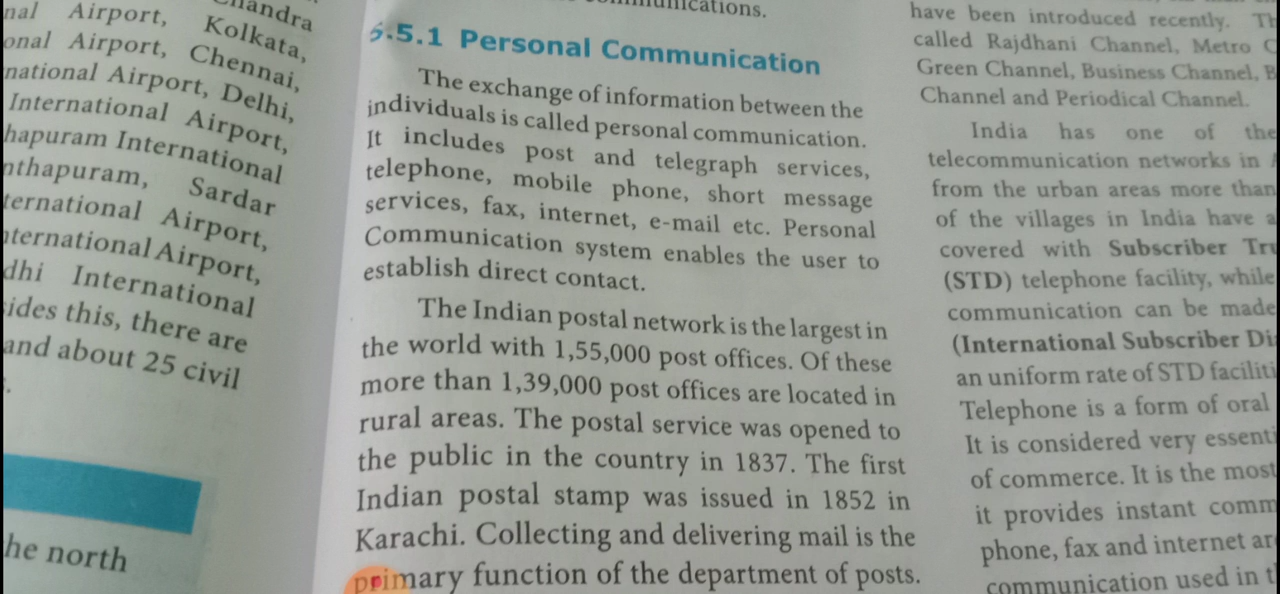 nal Airport, Kolkata,
onal Airport, Chennai,
national Airport, Delhi,
International Airport,
hapuram International
nthapuram, Sardar
ternational Airport,
nternational Airport,
dhi International
sides this, there are
and about 25 civil
he north
5.5.1 Personal Communication
The exchange of information between the
individuals is called personal communication.
It includes post and telegraph services,
telephone, mobile phone, short message
services, fax, internet, e-mail etc. Personal
Communication system enables the user to
establish direct contact.
The Indian postal network is the largest in
the world with 1,55,000 post offices. Of these
more than 1,39,000 post offices are located in
rural areas. The postal service was opened to
the public in the country in 1837. The first
Indian postal stamp was issued in 1852 in
Karachi. Collecting and delivering mail is the
primary function of the department of posts.
have been introduced recently.
called Rajdhani Channel, Metro
Green Channel, Business Channel,
Channel and Periodical Channel.
India has one of the
telecommunication networks in
from the urban areas more than
of the villages in India have a
covered with Subscriber
(STD) telephone facility, while
communication can be made
(International Subscriber
an uniform rate of STD
Telephone is a form of oral
It is considered very
of commerce. It is the most
it provides instant
phone, fax and internet
communication used in